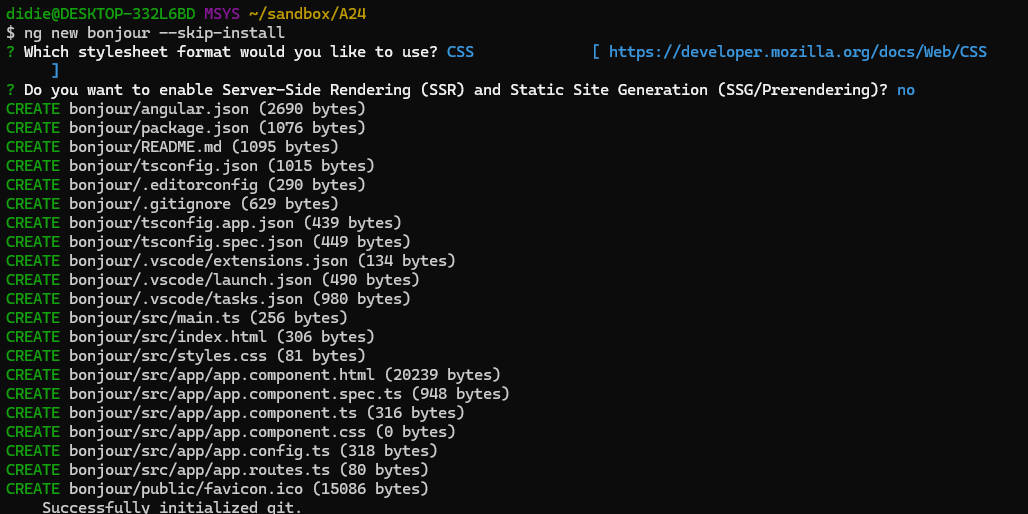 didie@DESKTOP-332L6BD MSYS ~/sandbox/A24
$ ng new bonjour --skip-install
? Which stylesheet format would you like to use? CSS             [ https://developer.mozilla.org/docs/Web/CSS
     ]
? Do you want to enable Server-Side Rendering (SSR) and Static Site Generation (SSG/Prerendering)? no
CREATE bonjour/angular.json (2690 bytes)
CREATE bonjour/package.json (1076 bytes)
CREATE bonjour/README.md (1095 bytes)
CREATE bonjour/tsconfig.json (1015 bytes)
CREATE bonjour/.editorconfig (290 bytes)
CREATE bonjour/.gitignore (629 bytes)
CREATE bonjour/tsconfig.app.json (439 bytes)
CREATE bonjour/tsconfig.spec.json (449 bytes)
CREATE bonjour/.vscode/extensions.json (134 bytes)
CREATE bonjour/.vscode/launch.json (490 bytes)
CREATE bonjour/.vscode/tasks.json (980 bytes)
CREATE bonjour/src/main.ts (256 bytes)
CREATE bonjour/src/index.html (306 bytes)
CREATE bonjour/src/styles.css (81 bytes)
CREATE bonjour/src/app/app.component.html (20239 bytes)
CREATE bonjour/src/app/app.component.spec.ts (948 bytes)
CREATE bonjour/src/app/app.component.ts (316 bytes)
CREATE bonjour/src/app/app.component.css (0 bytes)
CREATE bonjour/src/app/app.config.ts (318 bytes)
CREATE bonjour/src/app/app.routes.ts (80 bytes)
CREATE bonjour/public/favicon.ico (15086 bytes)
    Successfully initialized git.